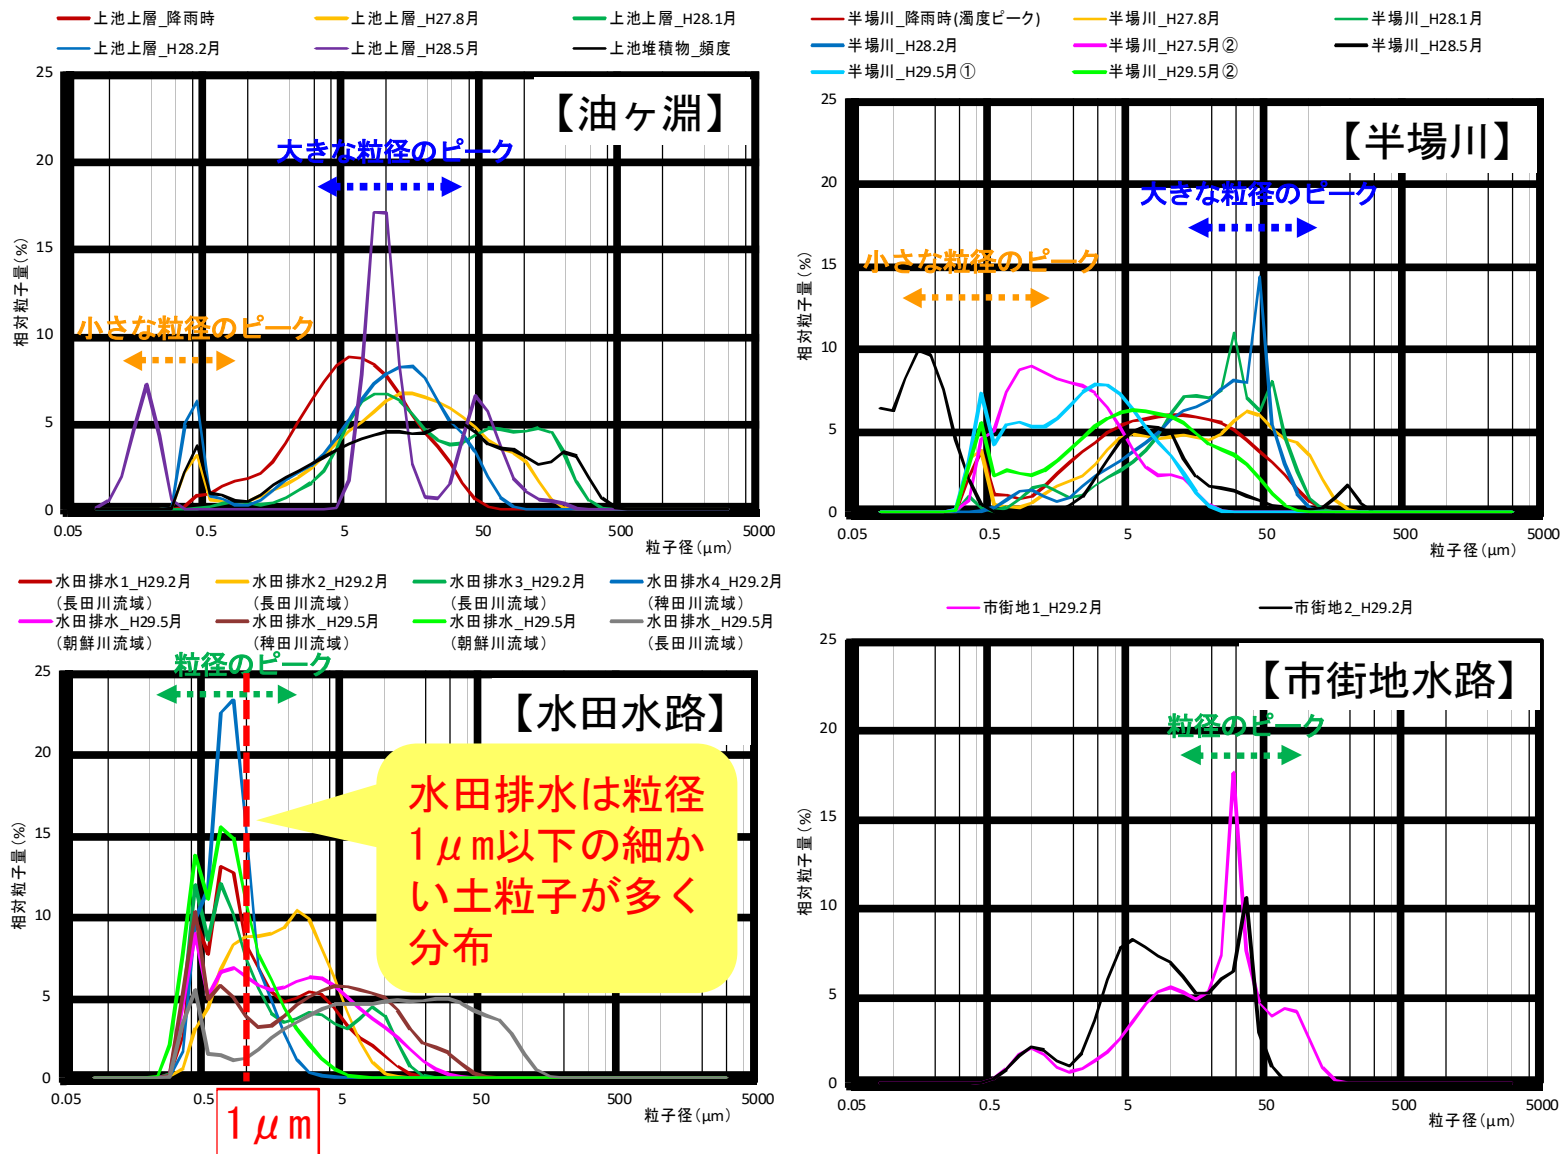 上池上層_降雨時
上池上層_H27.8月
上池上層_H28.1月
上池上層_H28.2月
上池上層_H28.5月
上池堆積物_頻度
【油ヶ淵】
大きな粒径のピーク
小さな粒径のピーク
相対粒子量(%)
25
20
15
10
5
0
0.05
0.5
5
50
500
5000
粒子径(μm)
半場川_降雨時(濁度ピーク)
半場川_H27.8月
半場川_H28.1月
半場川_H28.2月
半場川_H27.5月②
半場川_H28.5月
半場川_H29.5月①
半場川_H29.5月②
【半場川】
大きな粒径のピーク
小さな粒径のピーク
相対粒子量(%)
25
20
15
10
5
0
0.05
0.5
5
50
500
5000
粒子径(μm)
水田排水1_H29.2月
(長田川流域)
水田排水2_H29.2月
(長田川流域)
水田排水3_H29.2月
(長田川流域)
水田排水4_H29.2月
(稗田川流域)
水田排水_H29.5月
(朝鮮川流域)
水田排水_H29.5月
(稗田川流域)
水田排水_H29.5月
(朝鮮川流域)
水田排水_H29.5月
(長田川流域)
粒径のピーク
【水田水路】
水田排水は粒径
1μm以下の細か
い土粒子が多く
分布
相対粒子量(%)
25
20
15
10
5
0
0.05
0.5
5
50
500
5000
粒子径(μm)
1μm
市街地1_H29.2月
市街地2_H29.2月
【市街地水路】
粒径のピーク
相対粒子量(%)
25
20
15
10
5
0
0.05
0.5
5
50
500
5000
粒子径(μm)